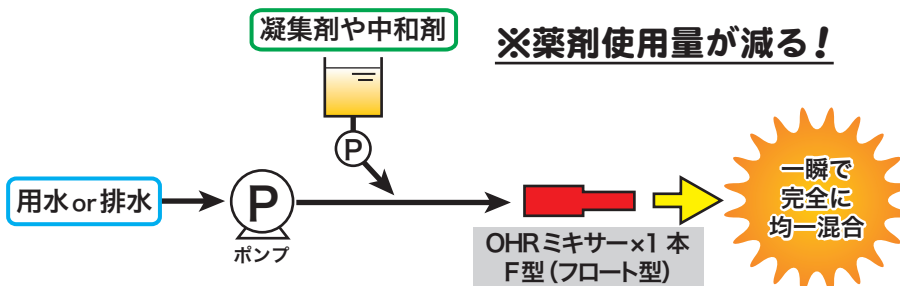 凝集剤や中和剤
※薬剤使用量が減る！
P
用水or排水
P
ポンプ
OHRミキサー×1 本
F型（フロート型）
一瞬で
完全に
均一混合